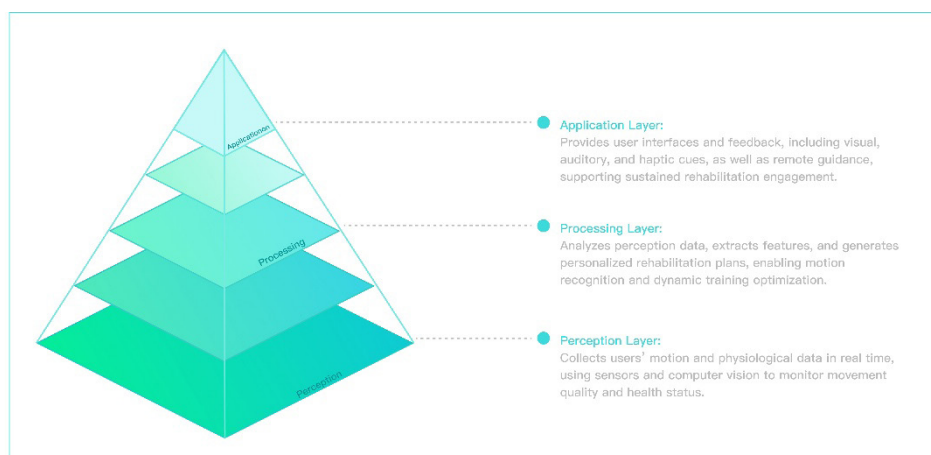 Applicationon
Application Layer:
Provides user interfaces and feedback, including visual,
auditory, and haptic cues, as well as remote guidance,
supporting sustained rehabilitation engagement.
Processing
Processing Layer:
Analyzes perception data, extracts features, and generates
personalized rehabilitation plans, enabling motion
recognition and dynamic training optimization.
Perception
Perception Layer:
Collects users' motion and physiological data in real time,
using sensors and computer vision to monitor movement
quality and health status.